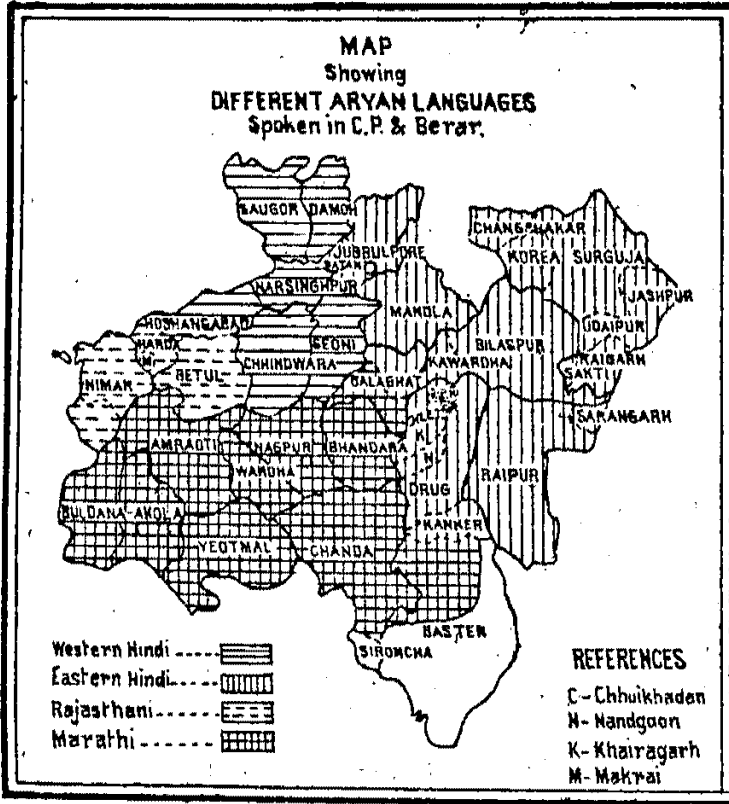 MAP
Showing
DIFFERENT ARYAN LANGUAGES
Spoken in C.P. & Berar.
SAUGOR DAMOH
CHANGBHAKAR
JUBBULPORE
KOREA SURGUJA
NARSINGHPUR
JASHPUR
MANDLA
HOSHANGABAD
UDAIPUR
HARDA
SEONI
BILASPUR
M.
BETUL
CHHINDWARA
KAWARDHA
RAIGARH
NIMAR
BALAGHAT
SAKTI
SARANGARH
AMRAOTI
NAGPUR
BHANDARA
K
WARDHA
N
RAIPUR
DRUG
BULDANA AKOLA
KANKER
YEOTMAL
CHANDA
BASTER
SIRONCHA
Western Hindi
Eastern Hindi
Rajasthani
Marathi
REFERENCES
C- Chhuikhadan
N- Nandgaon
K- Khairagarh
M- Makrai